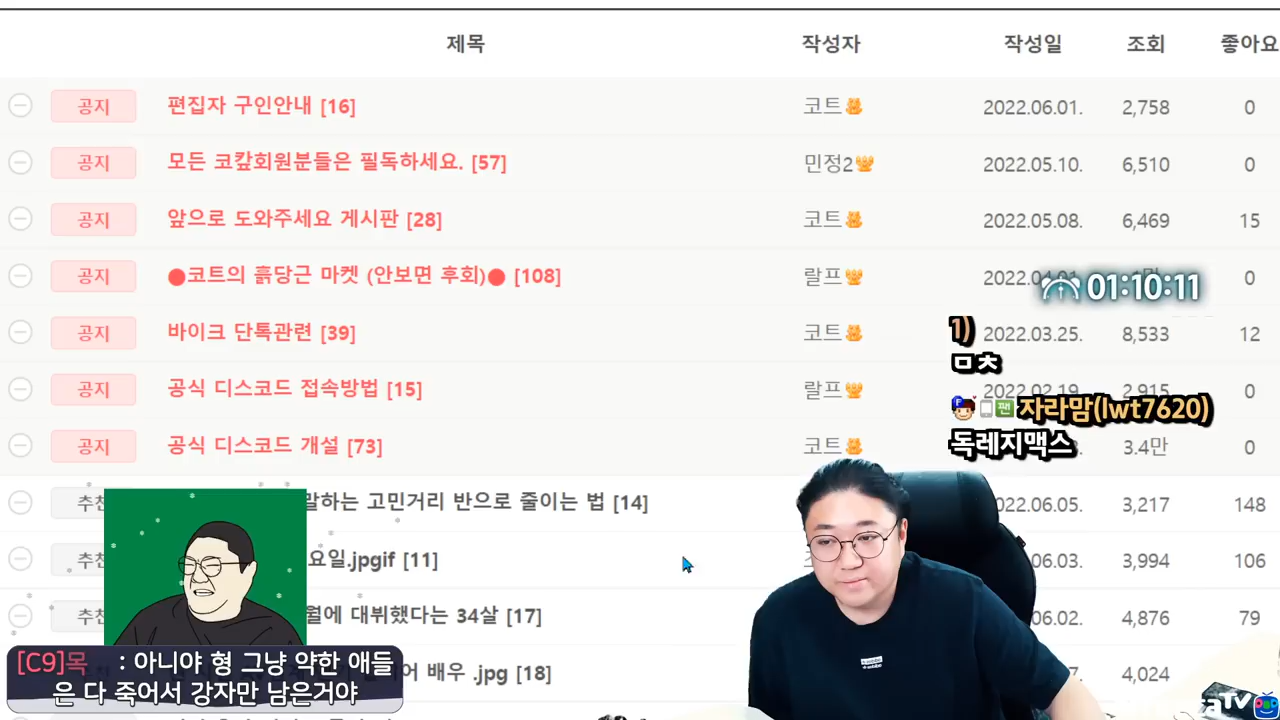 제목 작성자 작성일 조회 좋아요
공지 편집자 구인안내 [16] 코트 2022.06.01. 2,758 0
공지 모든 코캎회원분들은 필독하세요. [57] 민정2 2022.05.10. 6,510 0
공지 앞으로 도와주세요 게시판 [28] 코트 2022.05.08. 6,469 15
공지 ●코트의 흙당근 마켓 (안보면 후회)● [108] 랄프 0
01:10:11
공지 바이크 단톡관련 [39] 코트 2022.03.25. 8,533 12
1)
ㅁㅊ
공지 공식 디스코드 접속방법 [15] 랄프 2022.02.19. 2,915 0
자라맘(lwt7620)
독레지맥스
공지 공식 디스코드 개설 [73] 코트 3.4만 0
추천 말하는 고민거리 반으로 줄이는 법 [14] 2022.06.05. 3,217 148
추천 요일.jpgif [11] 06.03. 3,994 106
추천 월에 대뷔했다는 34살 [17] 06.02. 4,876 79
어 배우 .jpg [18] 4,024
[C9]목 : 아니야 형 그냥 약한 애들
은 다 죽어서 강자만 남은거야
TV